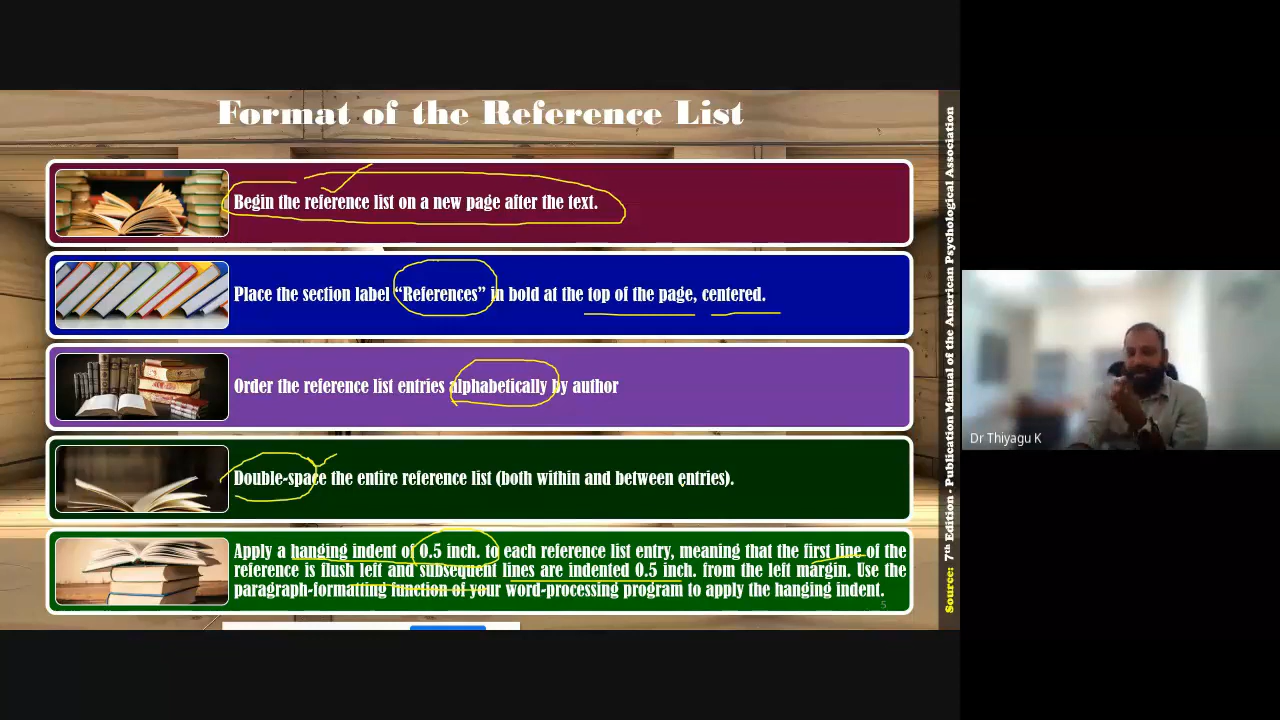 Format of the Reference List
Begin the reference list on a new page after the text.
Place the section label “References” in bold at the top of the page, centered.
Order the reference list entries alphabetically by author
Double-space the entire reference list (both within and between entries).
Apply a hanging indent of 0.5 inch. to each reference list entry, meaning that the first line of the
reference is flush left and subsequent lines are indented 0.5 inch. from the left margin. Use the
paragraph-formatting function of your word-processing program to apply the hanging indent.
5
Source: 7th Edition - Publication Manual of the American Psychological Association
Dr Thiyagu K